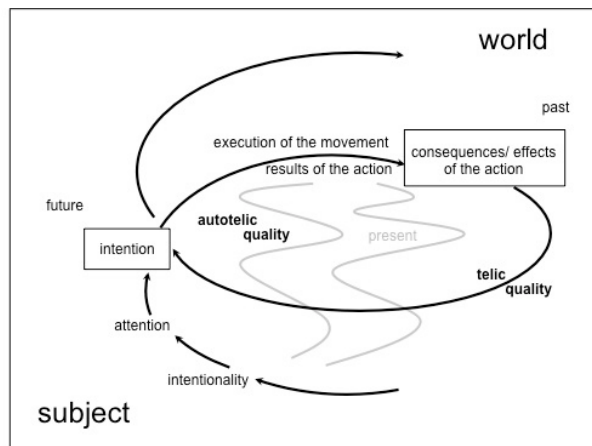 world
past
execution of the movement
results of the action
consequences/ effects
of the action
future
intention
autotelic
quality
present
telic
quality
attention
intentionality
subject